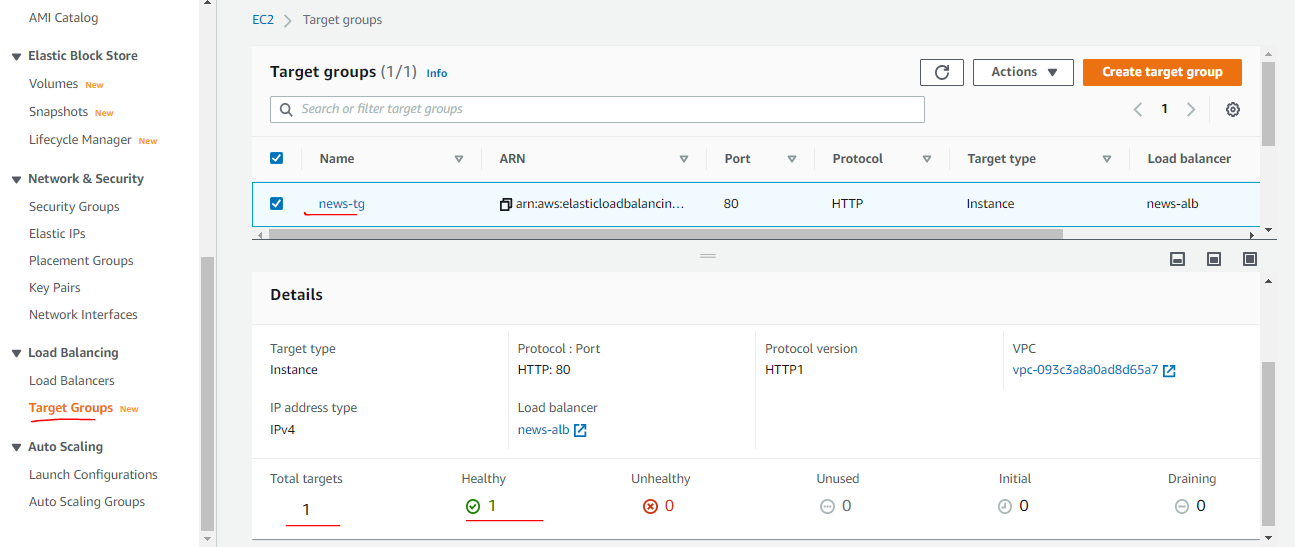 AMI Catalog
Elastic Block Store
Volumes New
Snapshots New
Lifecycle Manager New
Network & Security
Security Groups
Elastic IPs
Placement Groups
Key Pairs
Network Interfaces
Load Balancing
Load Balancers
Target Groups New
Auto Scaling
Launch Configurations
Auto Scaling Groups
EC2 > Target groups
Target groups (1/1) Info
Actions
Create target group
Search or filter target groups
1
Name ARN Port Protocol Target type Load balancer
news-tg arn:aws:elasticloadbalancin... 80 HTTP Instance news-alb
Details
Target type Protocol : Port Protocol version VPC
Instance HTTP: 80 HTTP1 vpc-093c3a8a0ad8d65a7
IP address type Load balancer
IPv4 news-alb
Total targets Healthy Unhealthy Unused Initial Draining
1 1 0 0 0 0